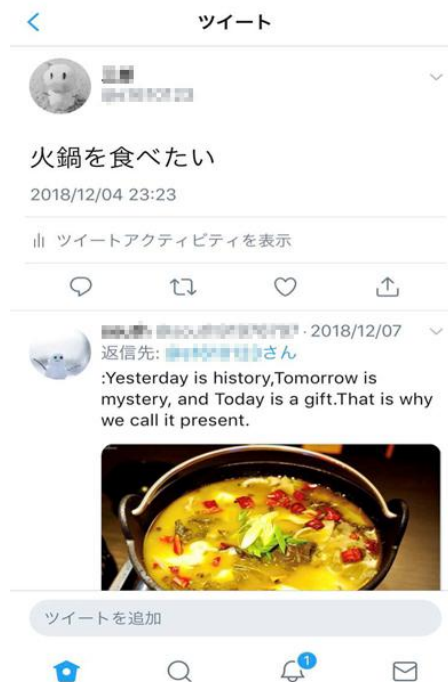 ツイート
火鍋を食べたい
2018/12/04 23:23
ツイートアクティビティを表示
· 2018/12/07
返信先: さん
:Yesterday is history,Tomorrow is
mystery, and Today is a gift.That is why
we call it present.
ツイートを追加
1